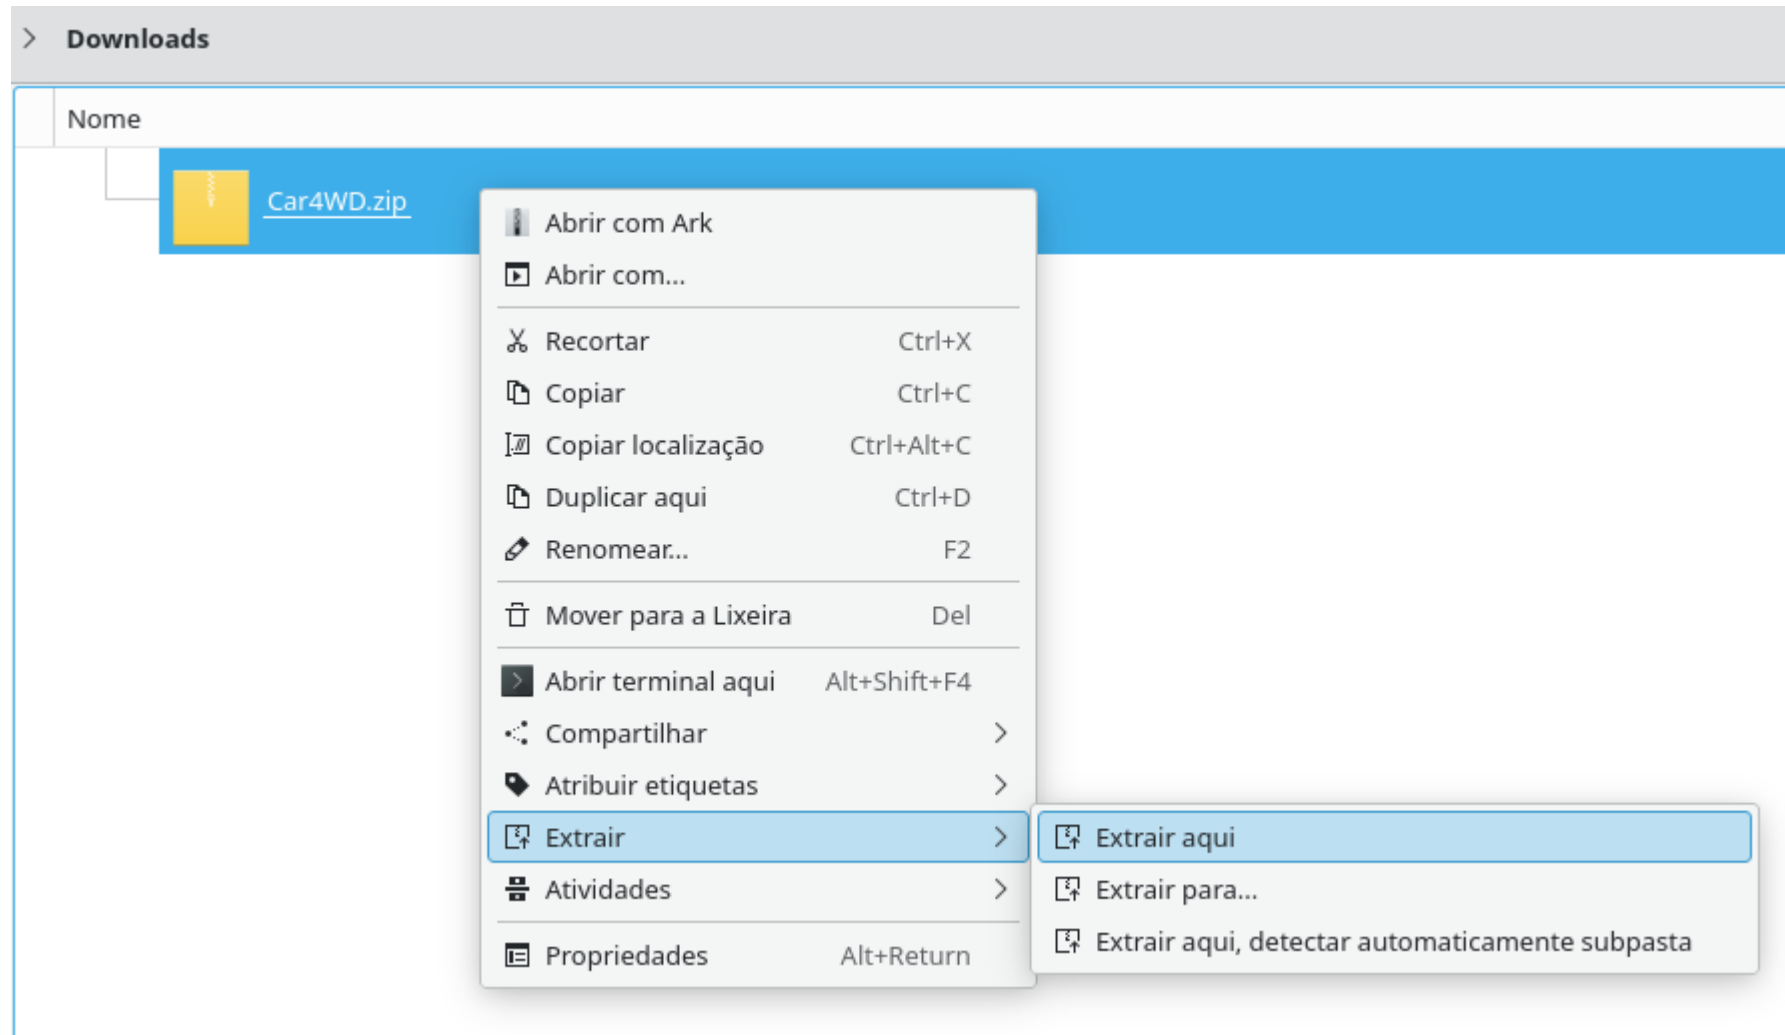 Downloads
Nome
Car4WD.zip
Abrir com Ark
Abrir com...
Recortar Ctrl+X
Copiar Ctrl+C
Copiar localização Ctrl+Alt+C
Duplicar aqui Ctrl+D
Renomear... F2
Mover para a Lixeira Del
Abrir terminal aqui Alt+Shift+F4
Compartilhar
Atribuir etiquetas
Extrair
Atividades
Propriedades Alt+Return
Extrair aqui
Extrair para...
Extrair aqui, detectar automaticamente subpasta